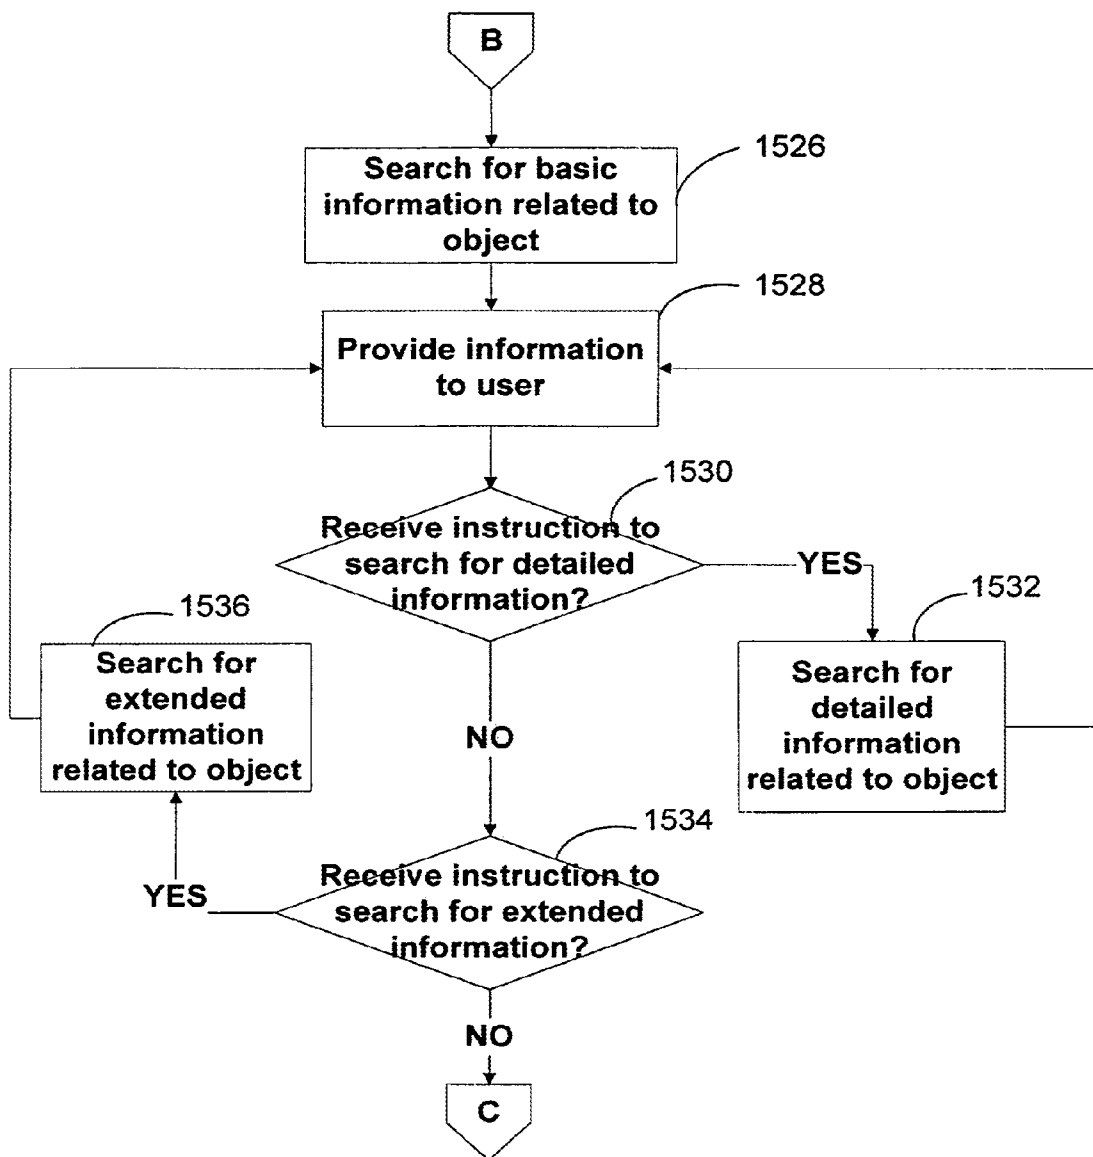 B
1526
Search for basic
information related to
object
1528
Provide information
to user
1530
Receive instruction to
search for detailed
information?
YES
1532
Search for
detailed
information
related to object
1536
Search for
extended
information
related to object
NO
1534
Receive instruction to
search for extended
information?
YES
NO
C